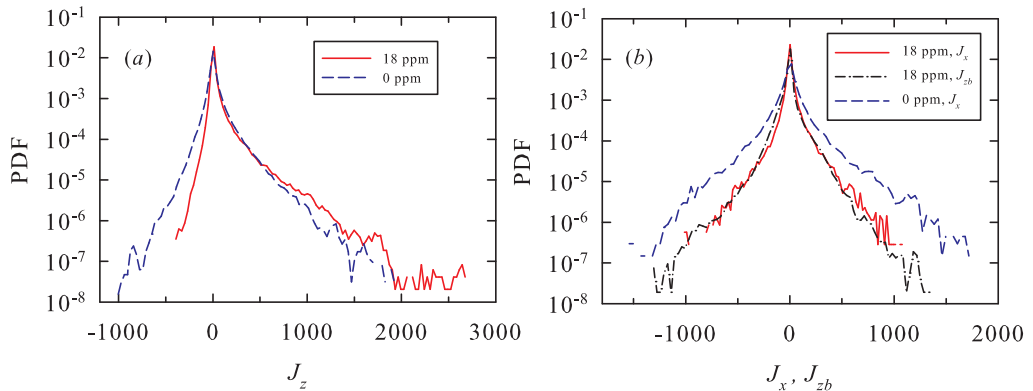 (a)
18 ppm
0 ppm
PDF
10^-1
10^-2
10^-3
10^-4
10^-5
10^-6
10^-7
10^-8
-1000 0 1000 2000 3000
J_z
(b)
18 ppm, J_x
18 ppm, J_zb
0 ppm, J_x
PDF
10^-1
10^-2
10^-3
10^-4
10^-5
10^-6
10^-7
10^-8
-1000 0 1000 2000
J_x , J_zb